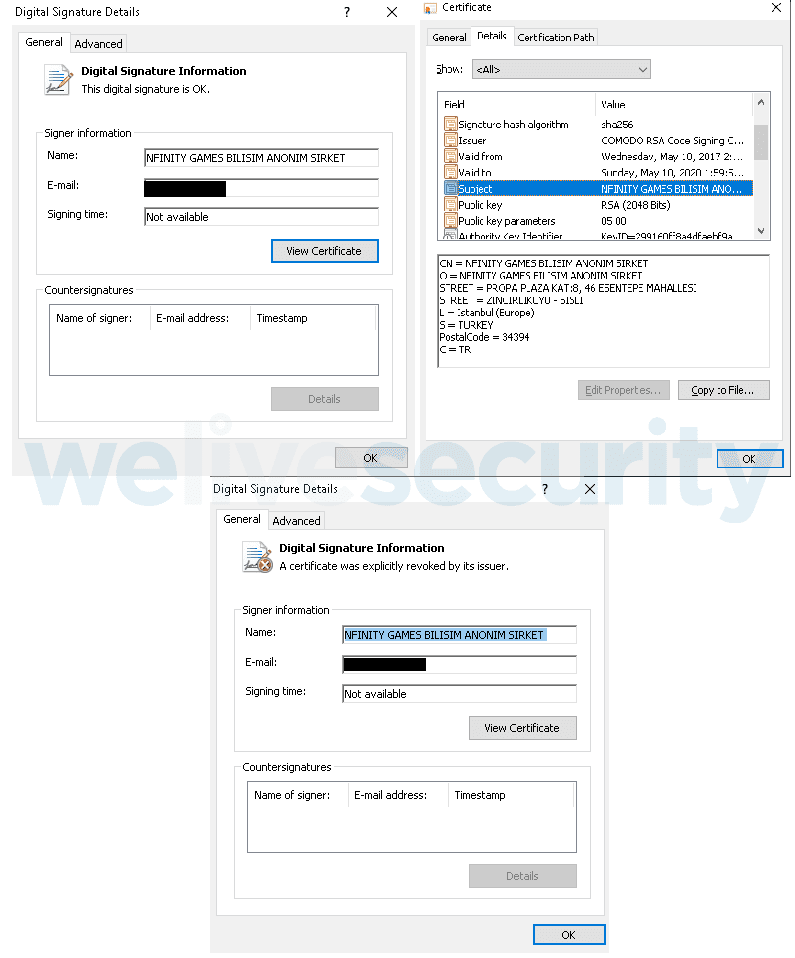 Digital Signature Details
?
General
Advanced
Digital Signature Information
This digital signature is OK.
Signer information
Name:
NFINITY GAMES BILISIM ANONIM SIRKET
E-mail:
Signing time:
Not available
View Certificate
Countersignatures
Name of signer: E-mail address: Timestamp
Details
OK
Certificate
General Details Certification Path
Show: <All>
Field Value
Signature hash algorithm sha256
Issuer COMODO RSA Code Signing C...
Valid from Wednesday, May 10, 2017 2:...
Valid to Sunday, May 10, 2020 1:59:5...
Subject NFINITY GAMES BILISIM ANO...
Public key RSA (2048 Bits)
Public key parameters 05 00
Authority Key Identifier KeyID=299160ff8a4dfaebf9a...
CN = NFINITY GAMES BILISIM ANONIM SIRKET
O = NFINITY GAMES BILISIM ANONIM SIRKET
STREET = PROPA PLAZA KAT:8, 46 ESENTEPE MAHALLESI
STREET = ZINCIRLIKUYU - SISLI
L = Istanbul (Europe)
S = TURKEY
PostalCode = 34394
C = TR
Edit Properties...
Copy to File...
OK
welivesecurity
Digital Signature Details
?
General
Advanced
Digital Signature Information
A certificate was explicitly revoked by its issuer.
Signer information
Name:
NFINITY GAMES BILISIM ANONIM SIRKET
E-mail:
Signing time:
Not available
View Certificate
Countersignatures
Name of signer: E-mail address: Timestamp
Details
OK